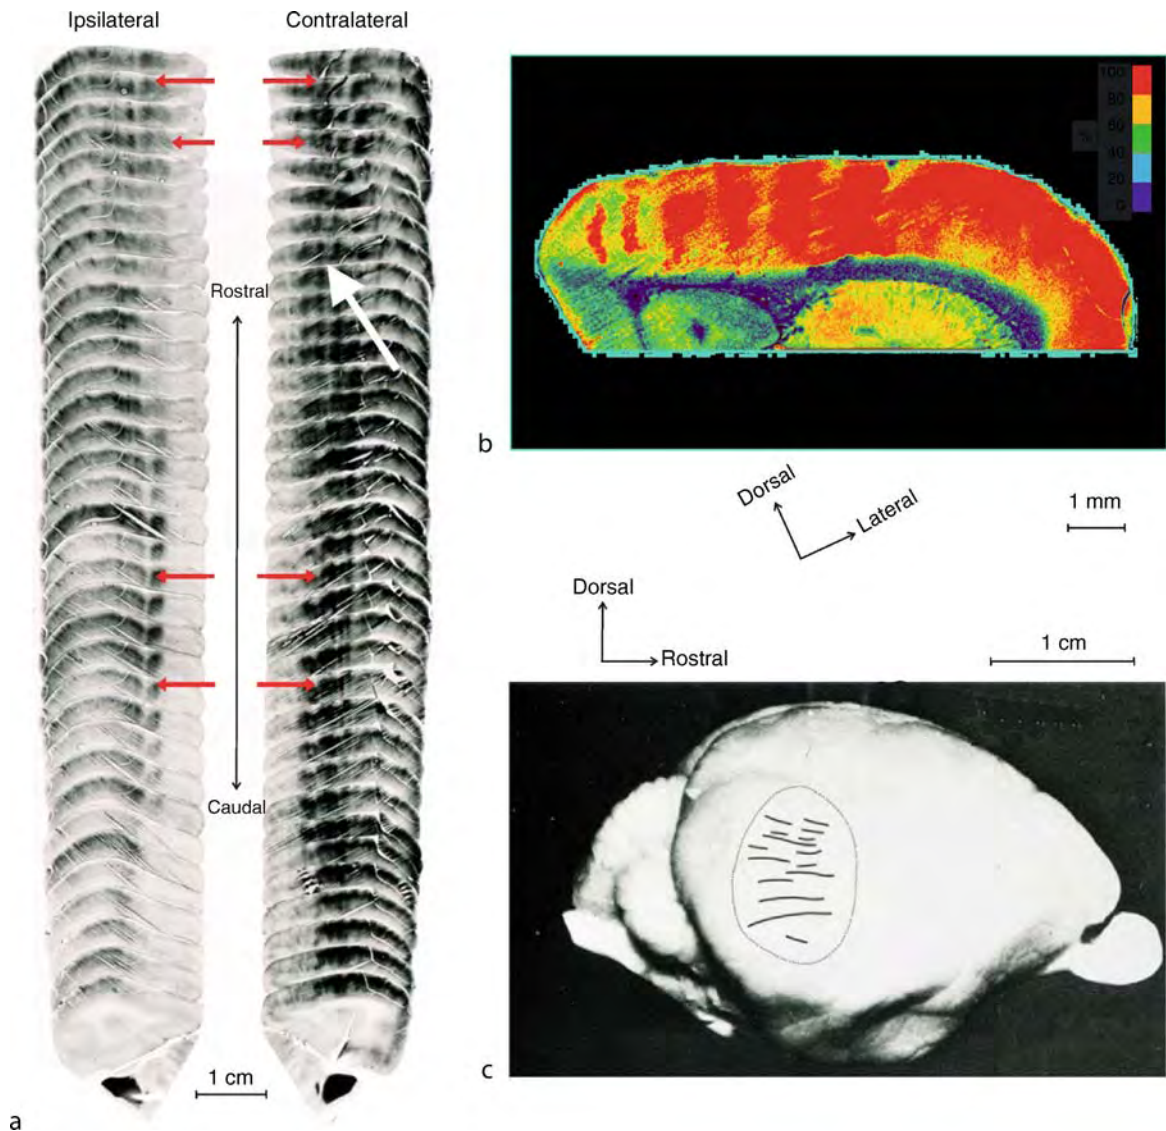 Ipsilateral
Contralateral
Rostral
Caudal
1 cm
a
100
80
60
%
40
20
0
b
Dorsal
Lateral
1 mm
Dorsal
Rostral
1 cm
c